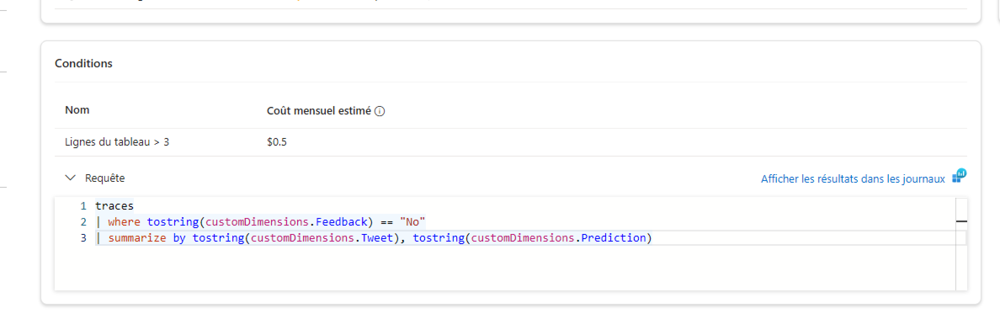 Conditions
Nom Coût mensuel estimé
Lignes du tableau > 3 $0.5
Requête Afficher les résultats dans les journaux
1 traces
2 | where tostring(customDimensions.Feedback) == "No"
3 | summarize by tostring(customDimensions.Tweet), tostring(customDimensions.Prediction)